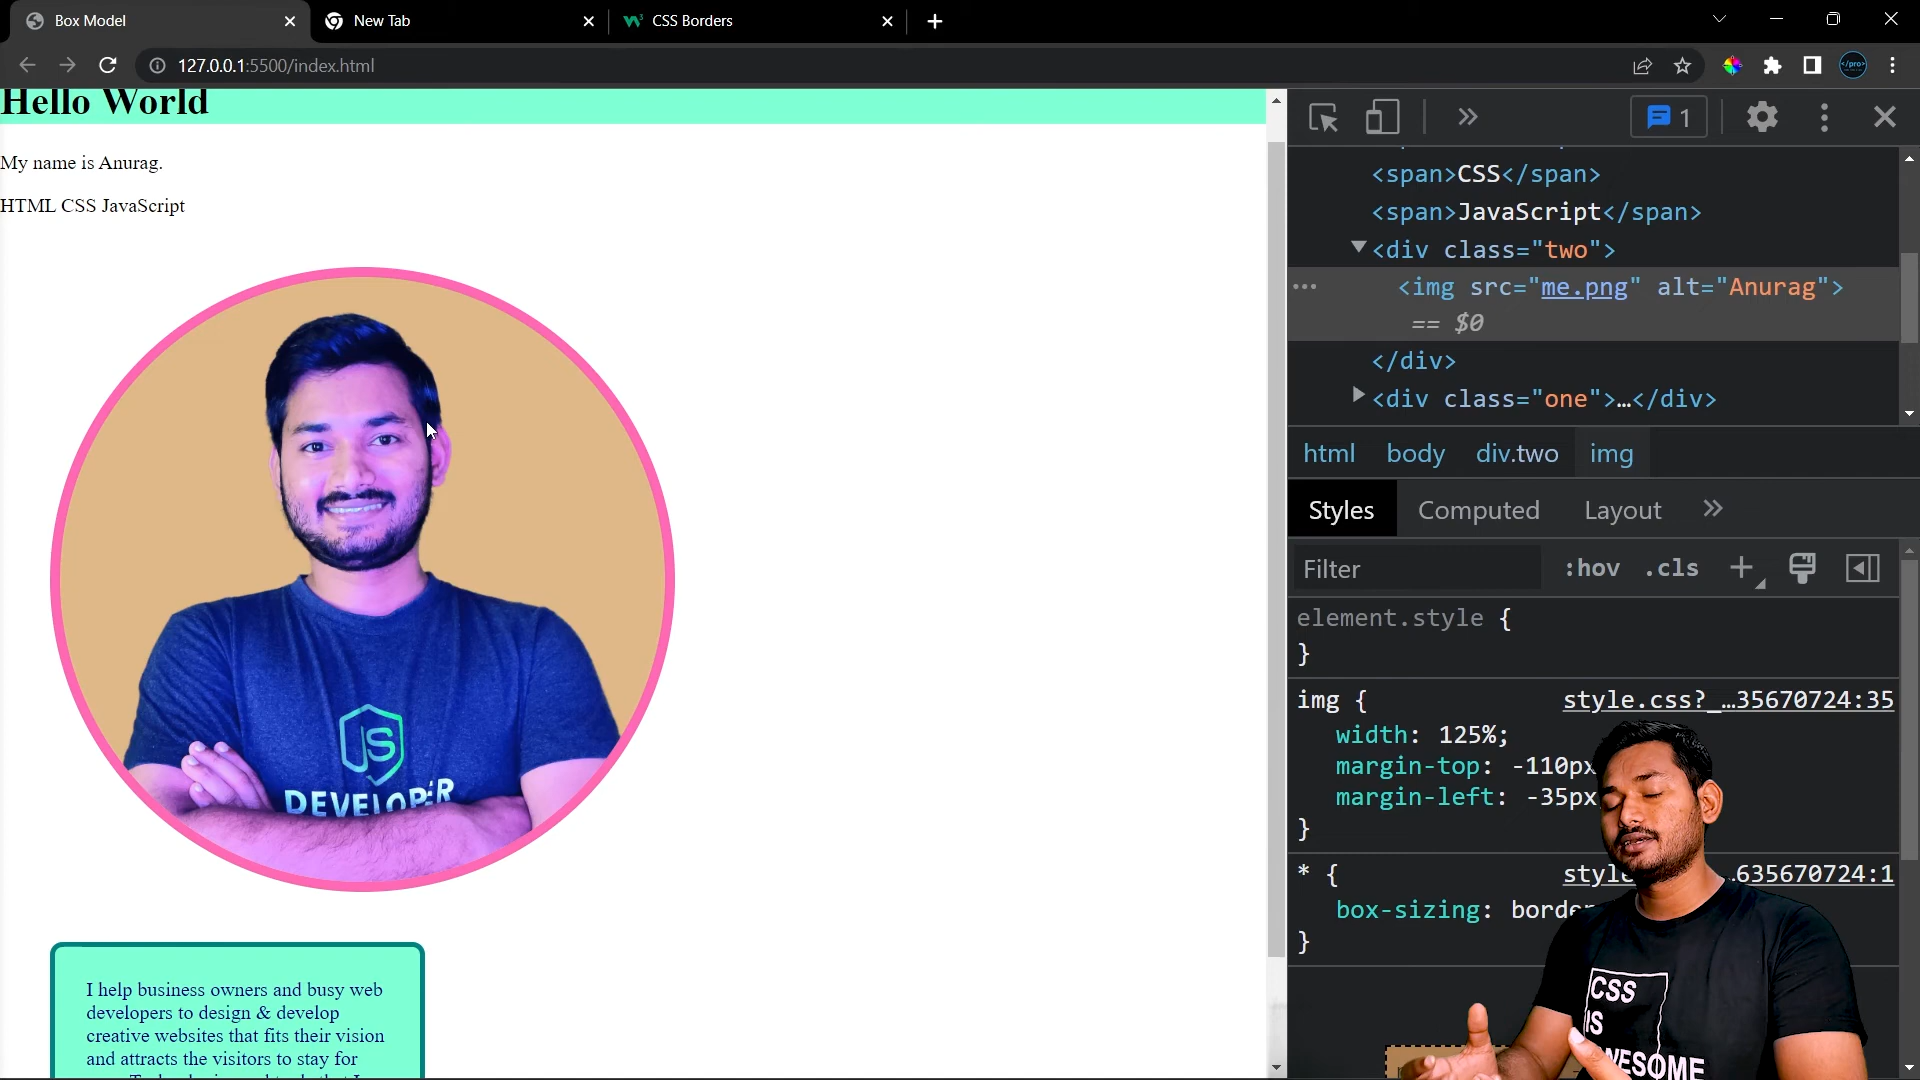 Box Model
New Tab
CSS Borders
127.0.0.1:5500/index.html
</pro>
Hello World
My name is Anurag.
HTML CSS JavaScript
JS
DEVELOPER
I help business owners and busy web
developers to design & develop
creative websites that fits their vision
and attracts the visitors to stay for
1
<span>CSS</span>
<span>JavaScript</span>
<div class="two">
<img src="me.png" alt="Anurag">
== $0
</div>
<div class="one">…</div>
html body div.two img
Styles Computed Layout
Filter :hov .cls
element.style {
}
img { style.css?_…35670724:35
width: 125%;
margin-top: -110px
margin-left: -35px
}
* { style 635670724:1
box-sizing: border
}
CSS
IS
AWESOME